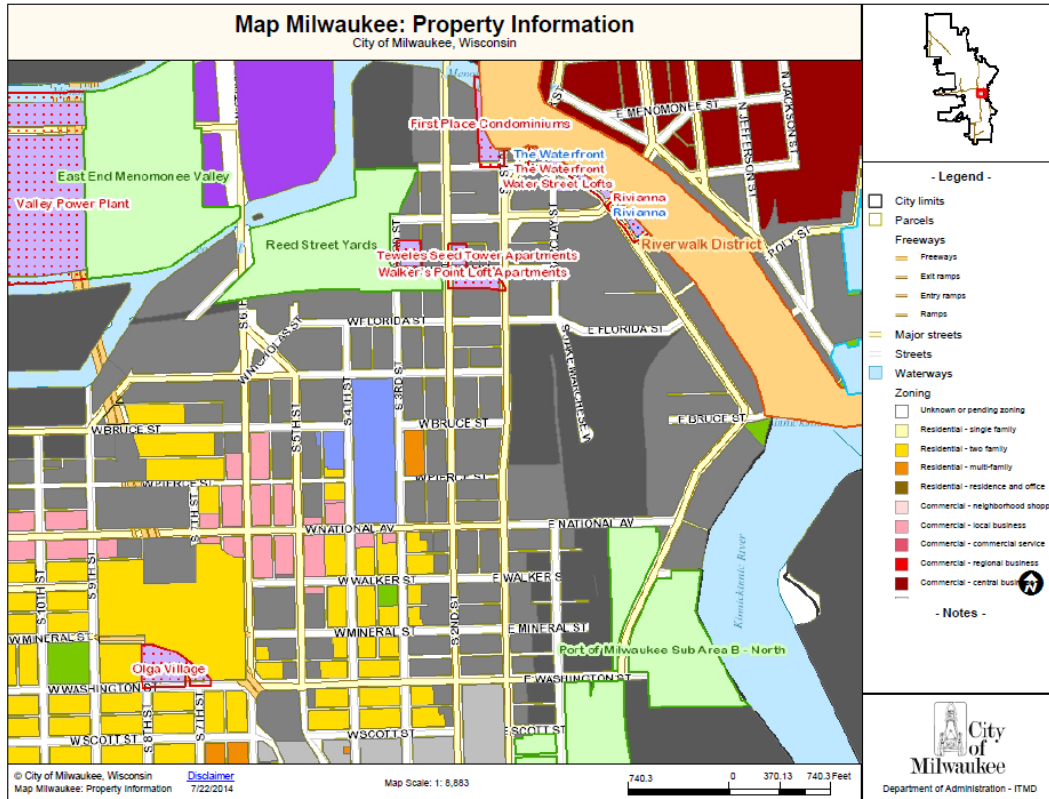 Map Milwaukee: Property Information
City of Milwaukee, Wisconsin
First Place Condominiums
E MENOMONEE ST
N JEFFERSON ST
N JACKSON ST
The Waterfront
The Waterfront
Water Street Lofts
Rivianna
Rivianna
East End Menomonee Valley
Valley Power Plant
Reed Street Yards
Riverwalk District
E POLK ST
Teweles Seed Tower Apartments
Walker's Point Loft Apartments
S 6TH
W FLORIDA ST
E FLORIDA ST
W NICHOLAS ST
S 5TH ST
S 4TH ST
S 3RD ST
W BRUCE ST
W BRUCE ST
E BRUCE ST
W PIERCE ST
W PIERCE ST
S 7TH ST
W NATIONAL AV
E NATIONAL AV
S 10TH ST
S 9TH ST
W WALKER ST
E WALKER S
Kinnickinnic River
W MINERAL ST
W MINERAL ST
S 2ND ST
E MINERAL ST
Port of Milwaukee Sub Area B - North
Olga Village
W WASHINGTON ST
E WASHINGTON ST
S 8TH ST
S 7TH ST
W SCOTT ST
W SCOTT ST
E SCOTT ST
- Legend -
City limits
Parcels
Freeways
Freeways
Exit ramps
Entry ramps
Ramps
Major streets
Streets
Waterways
Zoning
Unknown or pending zoning
Residential - single family
Residential - two family
Residential - multi-family
Residential - residence and office
Commercial - neighborhood shopp
Commercial - local business
Commercial - commercial service
Commercial - regional business
Commercial - central busine
N
- Notes -
© City of Milwaukee, Wisconsin
Disclaimer
Map Milwaukee: Property Information
7/22/2014
Map Scale: 1: 8,883
740.3
0
370.13
740.3 Feet
City
of
Milwaukee
Department of Administration - ITMD